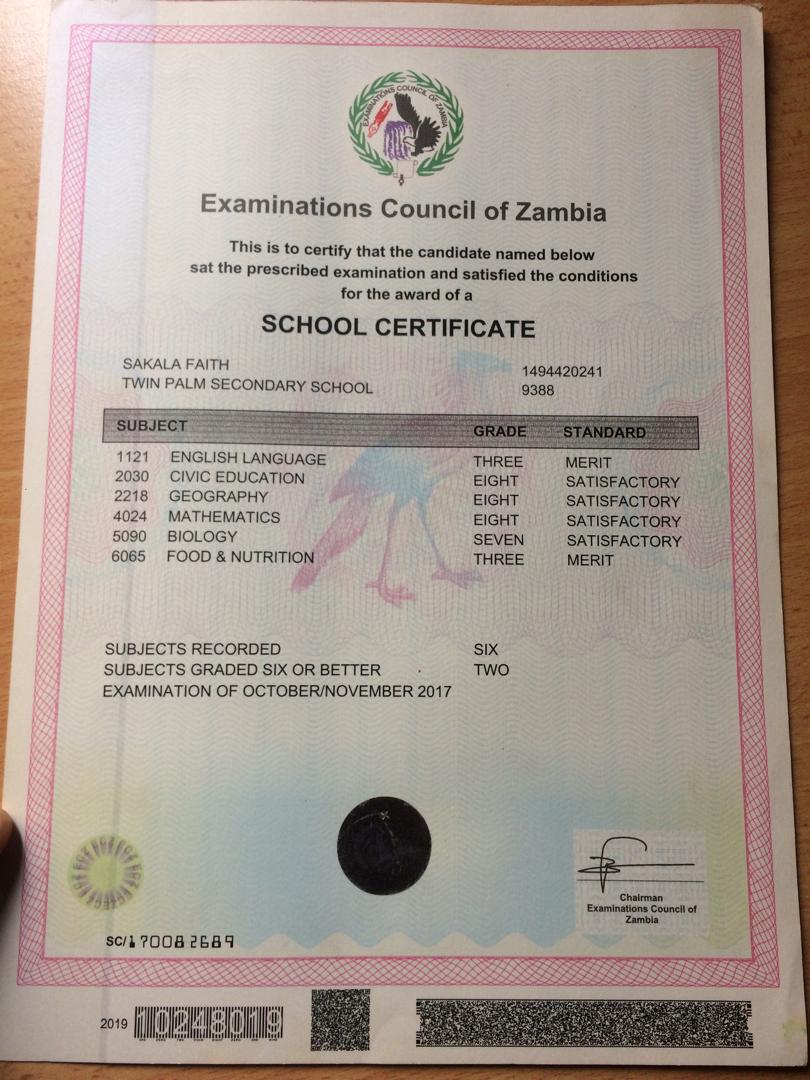 EXAMINATIONS COUNCIL OF ZAMBIA
Examinations Council of Zambia
This is to certify that the candidate named below
sat the prescribed examination and satisfied the conditions
for the award of a
SCHOOL CERTIFICATE
SAKALA FAITH 1494420241
TWIN PALM SECONDARY SCHOOL 9388
SUBJECT GRADE STANDARD
1121 ENGLISH LANGUAGE THREE MERIT
2030 CIVIC EDUCATION EIGHT SATISFACTORY
2218 GEOGRAPHY EIGHT SATISFACTORY
4024 MATHEMATICS EIGHT SATISFACTORY
5090 BIOLOGY SEVEN SATISFACTORY
6065 FOOD & NUTRITION THREE MERIT
SUBJECTS RECORDED SIX
SUBJECTS GRADED SIX OR BETTER TWO
EXAMINATION OF OCTOBER/NOVEMBER 2017
Chairman
Examinations Council of
Zambia
SC/170082689
2019 10248019